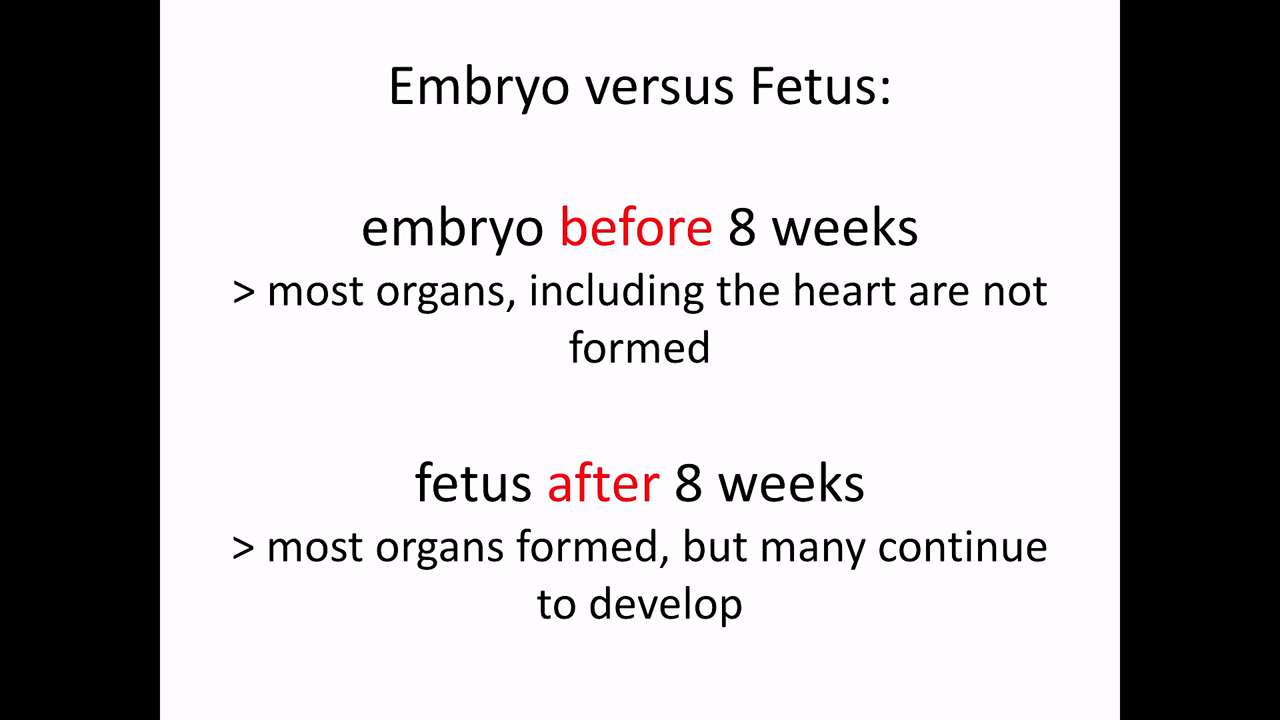 Embryo versus Fetus:
embryo before 8 weeks
> most organs, including the heart are not
formed
fetus after 8 weeks
> most organs formed, but many continue
to develop